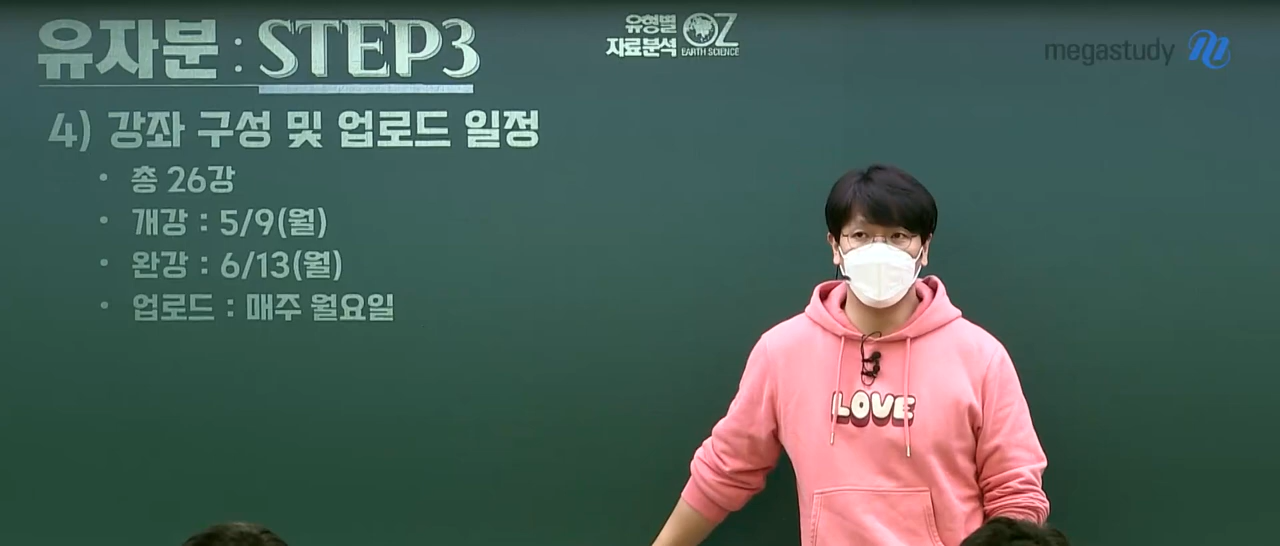 유자분 : STEP3
유형별
자료분석 OZ
EARTH SCIENCE
megastudy
4) 강좌 구성 및 업로드 일정
• 총 26강
• 개강 : 5/9(월)
• 완강 : 6/13(월)
• 업로드 : 매주 월요일
LOVE